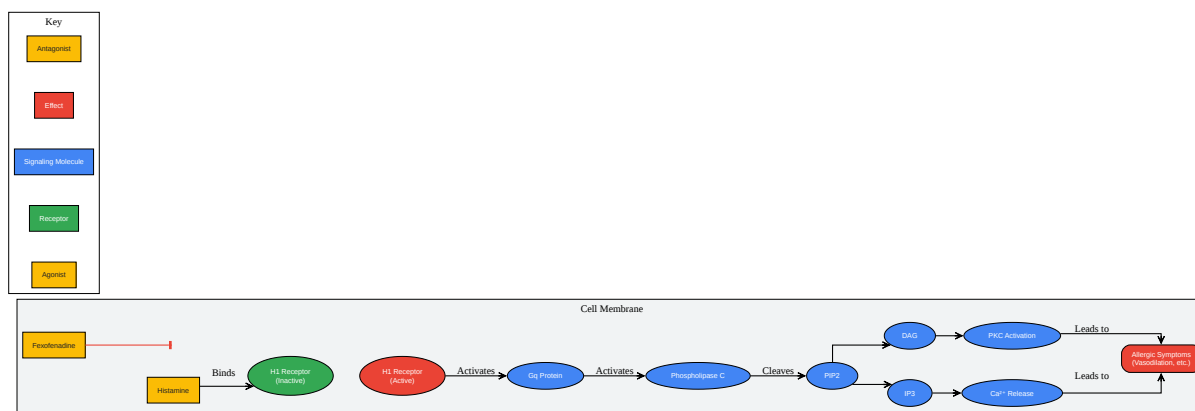 Key
Antagonist
Effect
Signaling Molecule
Receptor
Agonist
Cell Membrane
Fexofenadine
Histamine
Binds
H1 Receptor
(Inactive)
H1 Receptor
(Active)
Activates
Gq Protein
Activates
Phospholipase C
Cleaves
PIP2
DAG
PKC Activation
Leads to
IP3
Ca²⁺ Release
Leads to
Allergic Symptoms
(Vasodilation, etc.)